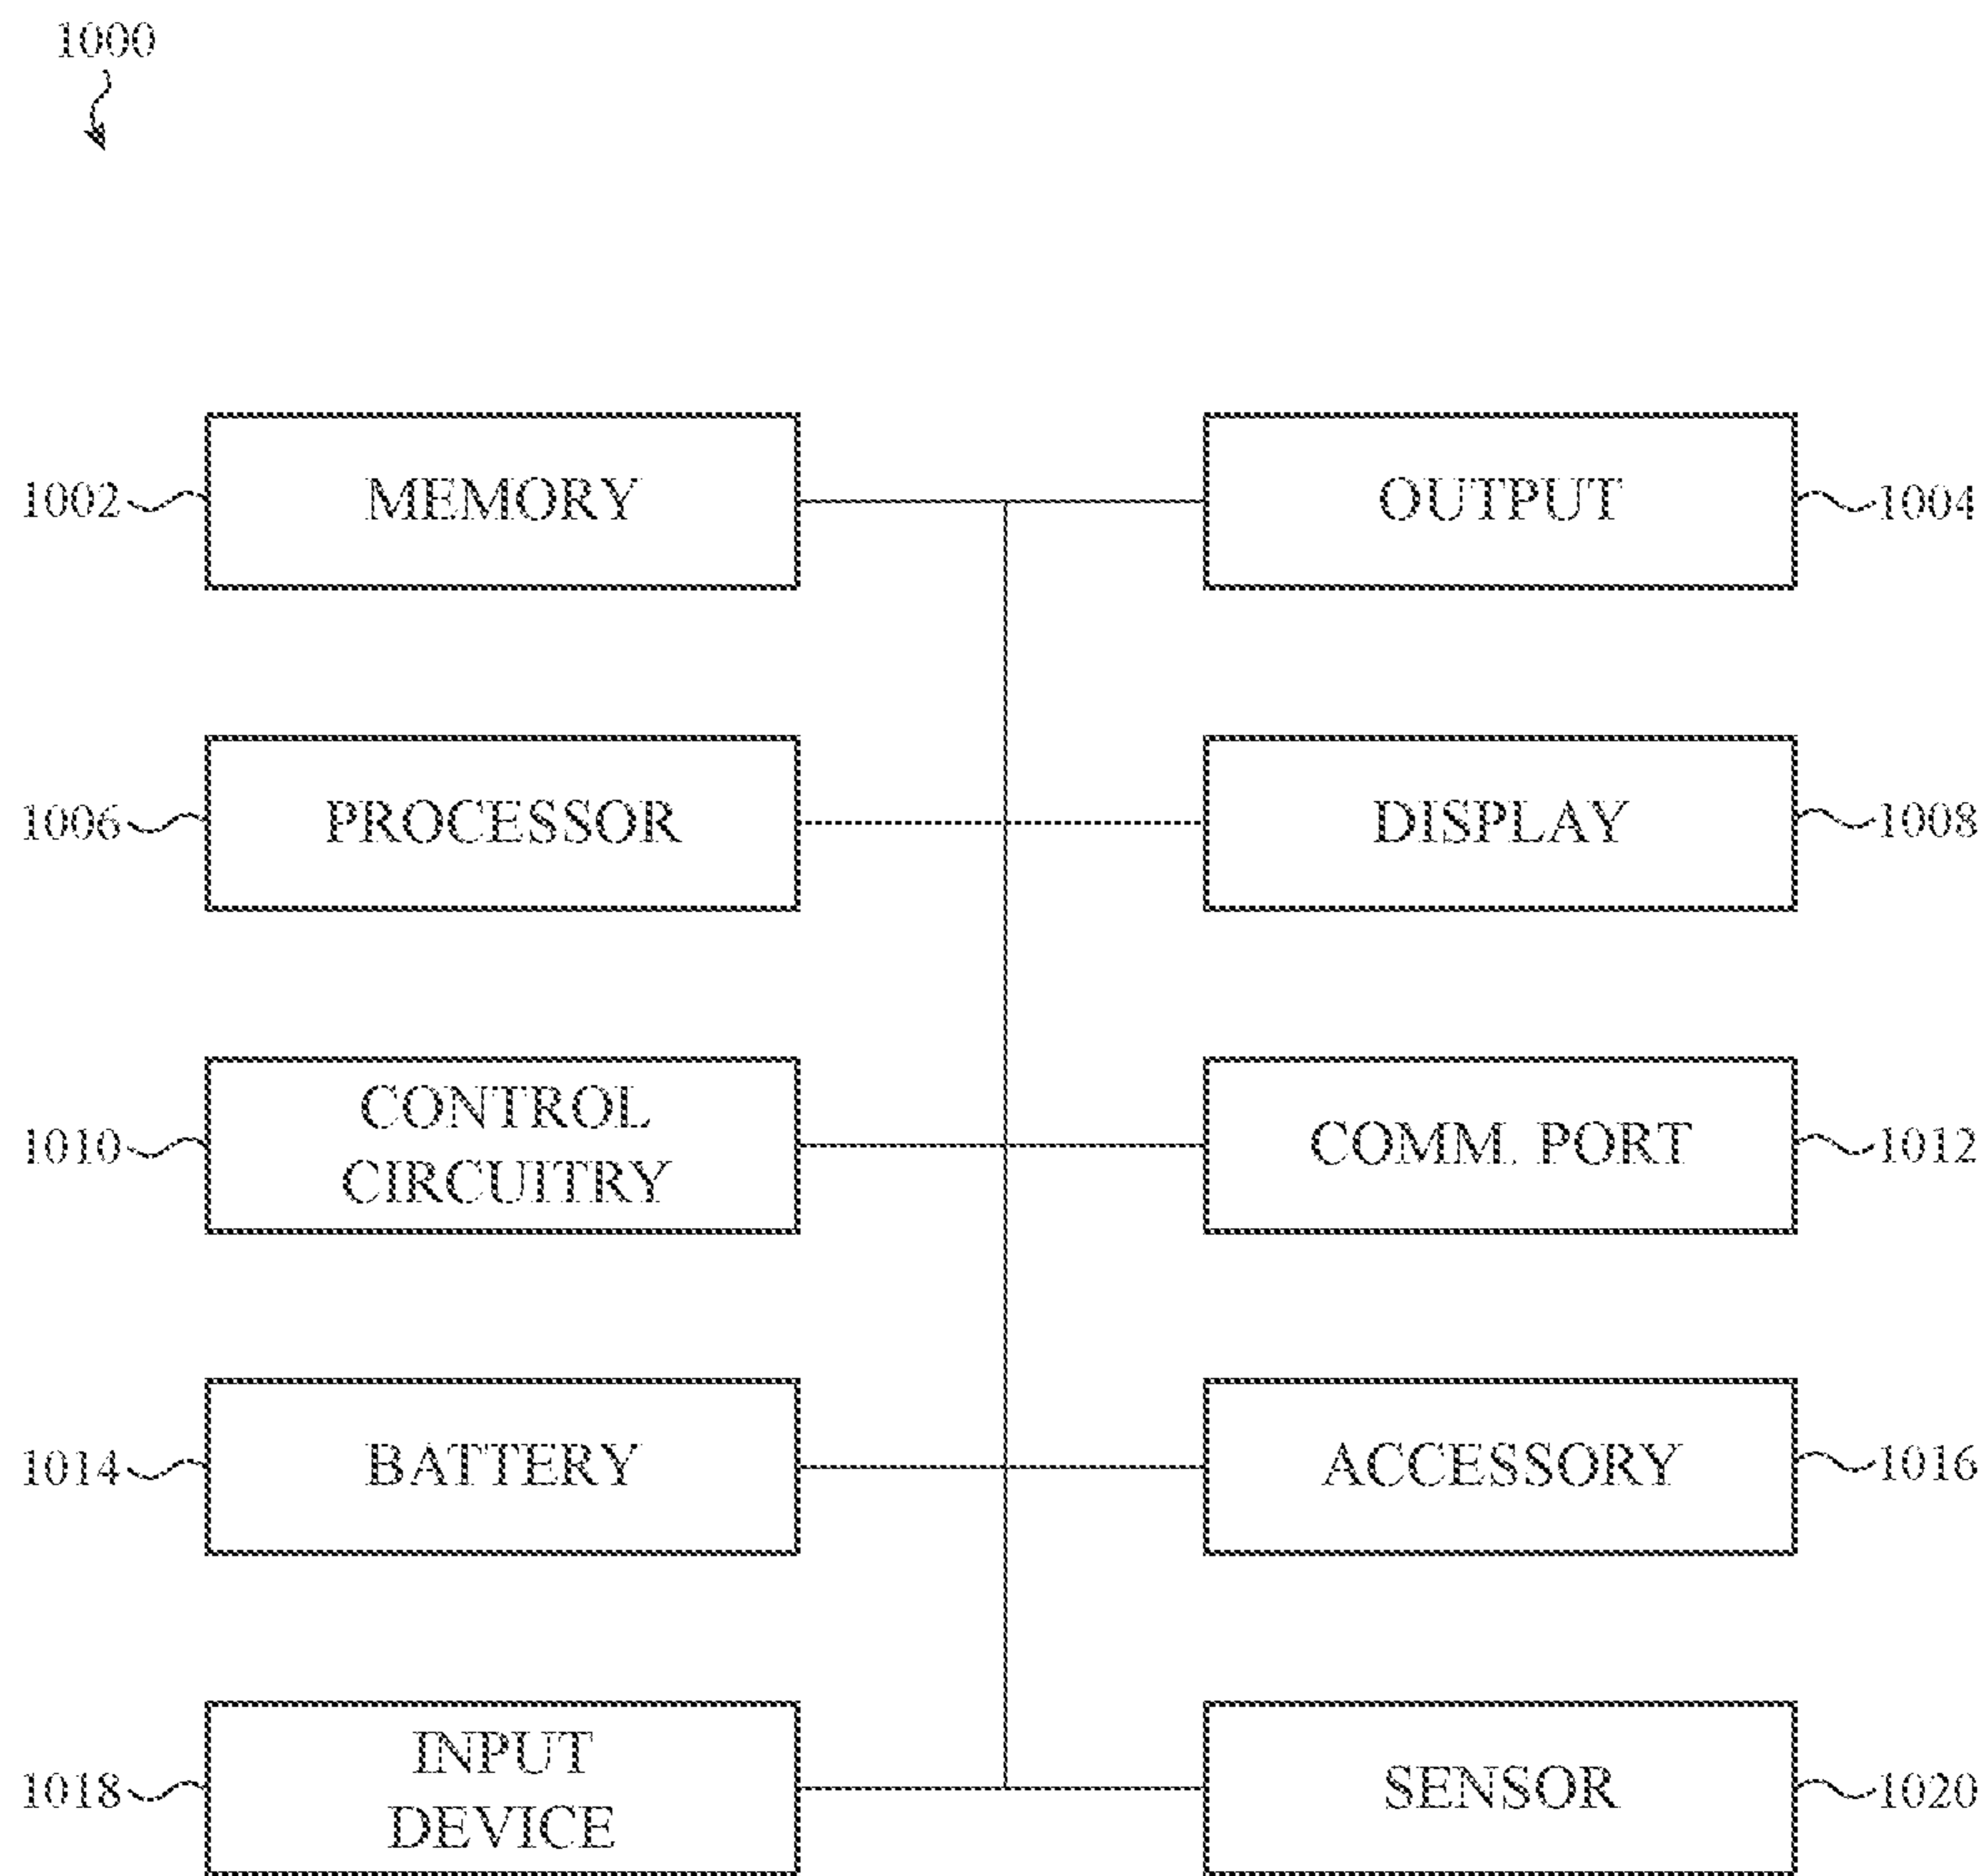 1000
1002 MEMORY OUTPUT 1004
1006 PROCESSOR DISPLAY 1008
1010 CONTROL
CIRCUITRY COMM. PORT 1012
1014 BATTERY ACCESSORY 1016
1018 INPUT
DEVICE SENSOR 1020